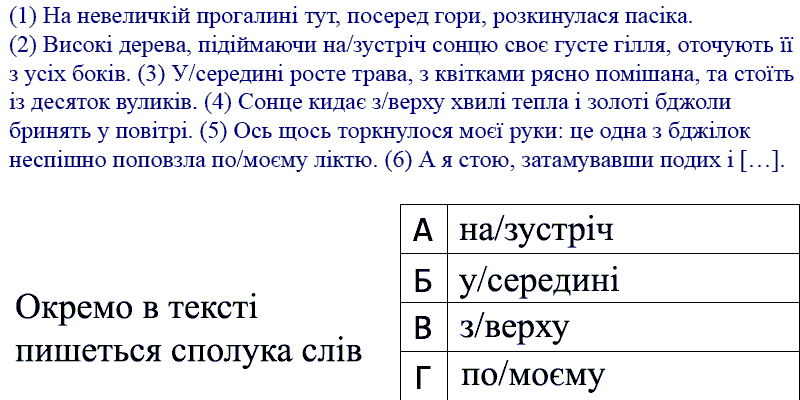 (1) На невеличкій прогалині тут, посеред гори, розкинулася пасіка.
(2) Високі дерева, підіймаючи на/зустріч сонцю своє густе гілля, оточують її
з усіх боків. (3) У/середині росте трава, з квітками рясно помішана, та стоїть
із десяток вуликів. (4) Сонце кидає з/верху хвилі тепла і золоті бджоли
бринять у повітрі. (5) Ось щось торкнулося моєї руки: це одна з бджілок
неспішно поповзла по/моєму ліктю. (6) А я стою, затамувавши подих і […].
Окремо в тексті
пишеться сполука слів
А на/зустріч
Б у/середині
В з/верху
Г по/моєму